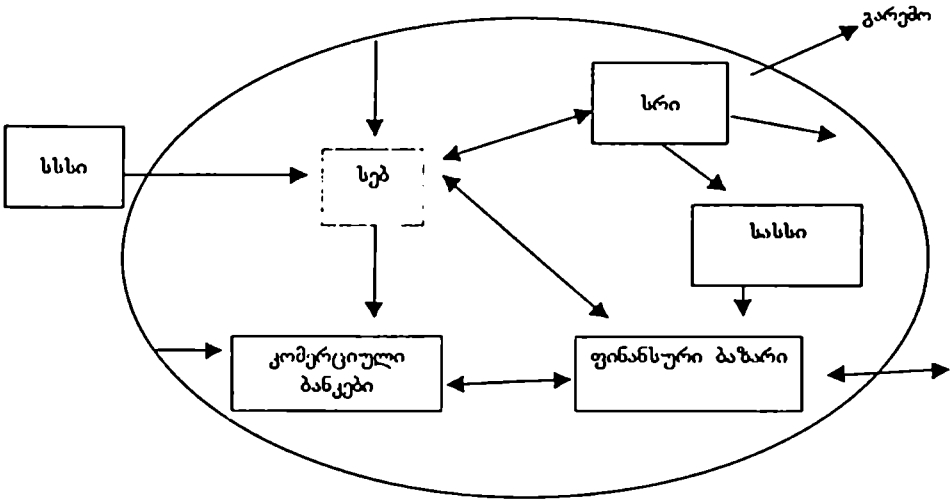 გარემო
სრი
სსსი
სებ
სასსი
კომერციული
ბანკები
ფინანსური ბაზარი